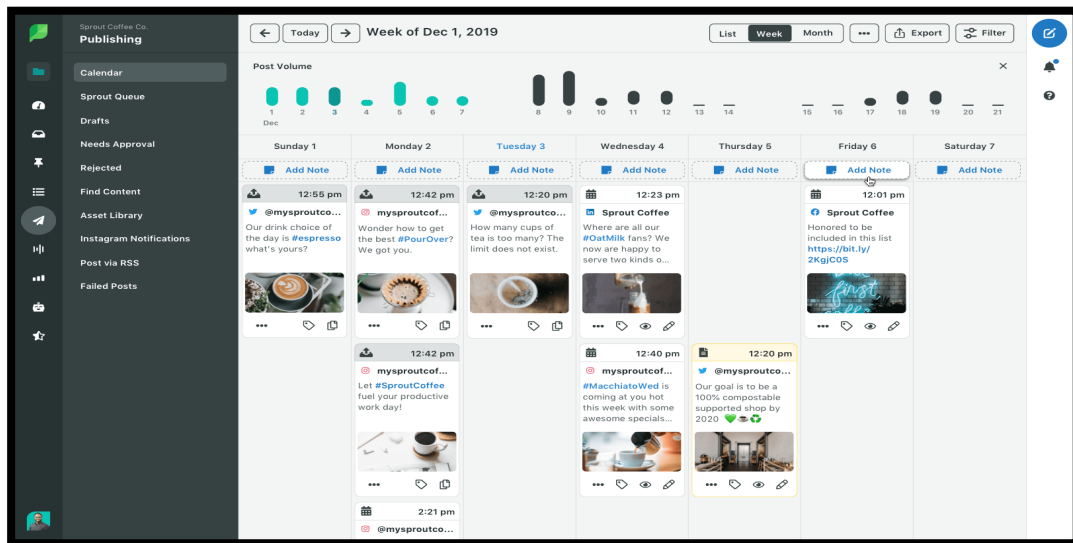 Sprout Coffee Co.
Publishing
Calendar
Sprout Queue
Drafts
Needs Approval
Rejected
Find Content
Asset Library
Instagram Notifications
Post via RSS
Failed Posts
Today
Week of Dec 1, 2019
List Week Month
Export
Filter
Post Volume
1 2 3 4 5 6 7 8 9 10 11 12 13 14 15 16 17 18 19 20 21
Dec
Sunday 1
Monday 2
Tuesday 3
Wednesday 4
Thursday 5
Friday 6
Saturday 7
Add Note
Add Note
Add Note
Add Note
Add Note
Add Note
Add Note
12:55 pm
@mysproutco...
Our drink choice of
the day is #espresso
what's yours?
12:42 pm
mysproutcof...
Wonder how to get
the best #PourOver?
We got you.
12:20 pm
@mysproutco...
How many cups of
tea is too many? The
limit does not exist.
12:23 pm
Sprout Coffee
Where are all our
#OatMilk fans? We
now are happy to
serve two kinds o...
12:01 pm
Sprout Coffee
Honored to be
included in this list
https://bit.ly/
2KgjC0S
first
coffee
12:42 pm
mysproutcof...
Let #SproutCoffee
fuel your productive
work day!
12:40 pm
mysproutcof...
#MacchiatoWed is
coming at you hot
this week with some
awesome specials...
12:20 pm
@mysproutco...
Our goal is to be a
100% compostable
supported shop by
2020 💚☕♻
2:21 pm
@mysproutco...